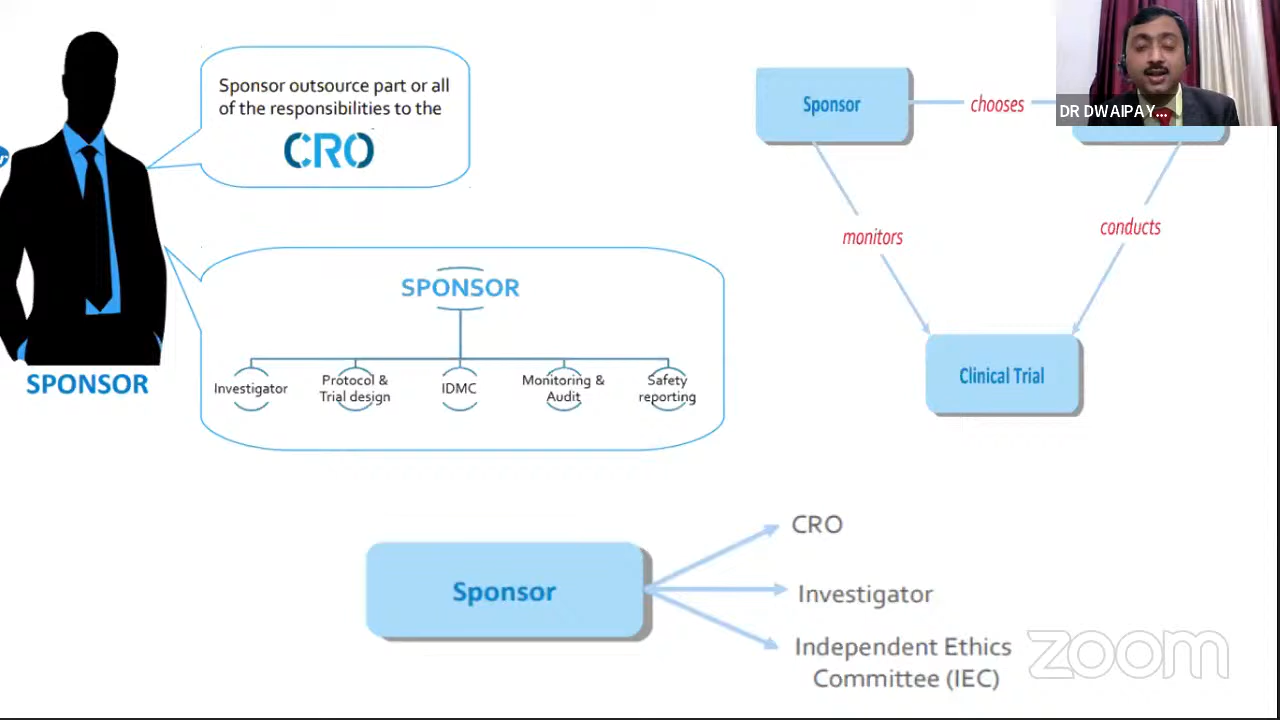 Sponsor outsource part or all
of the responsibilities to the
CRO
SPONSOR
SPONSOR
Investigator
Protocol &
Trial design
IDMC
Monitoring &
Audit
Safety
reporting
Sponsor
chooses
monitors
conducts
Clinical Trial
DR DWAIPAY...
Sponsor
CRO
Investigator
Independent Ethics
Committee (IEC)
zoom